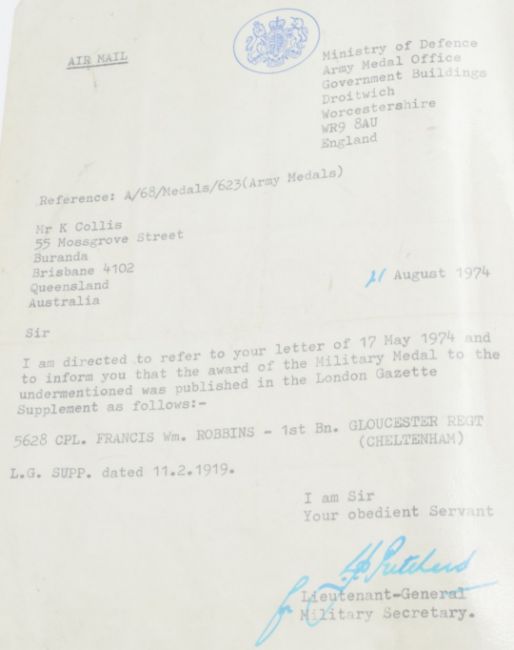 AIR MAIL
Ministry of Defence
Army Medal Office
Government Buildings
Droitwich
Worcestershire
WR9 8AU
England
Reference: A/68/Medals/623(Army Medals)
Mr K Collis
55 Mossgrove Street
Buranda
Brisbane 4102
Queensland
Australia
21 August 1974
Sir
I am directed to refer to your letter of 17 May 1974 and
to inform you that the award of the Military Medal to the
undermentioned was published in the London Gazette
Supplement as follows:-
5628 CPL. FRANCIS Wm. ROBBINS - 1st Bn. GLOUCESTER REGT
(CHELTENHAM)
L.G. SUPP. dated 11.2.1919.
I am Sir
Your obedient Servant
Pritchard
for
Lieutenant-General
Military Secretary.